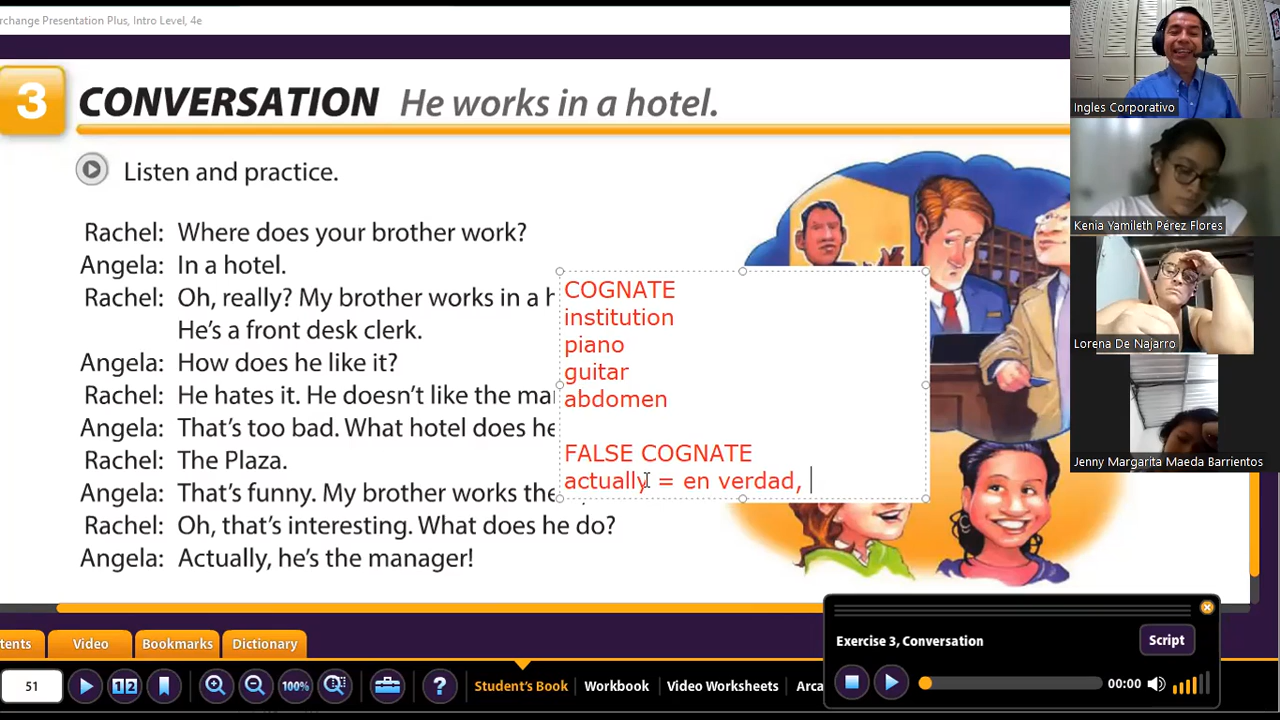 rchange Presentation Plus, Intro Level, 4e
3 CONVERSATION He works in a hotel.
Listen and practice.
Rachel: Where does your brother work?
Angela: In a hotel.
Rachel: Oh, really? My brother works in a h
He's a front desk clerk.
Angela: How does he like it?
Rachel: He hates it. He doesn't like the ma
Angela: That's too bad. What hotel does he
Rachel: The Plaza.
Angela: That's funny. My brother works the
Rachel: Oh, that's interesting. What does he do?
Angela: Actually, he's the manager!
COGNATE
institution
piano
guitar
abdomen
FALSE COGNATE
actually = en verdad,
Ingles Corporativo
Kenia Yamileth Pérez Flores
Lorena De Najarro
Jenny Margarita Maeda Barrientos
Exercise 3, Conversation
Script
00:00
tents Video Bookmarks Dictionary
51 12 100% ? Student's Book Workbook Video Worksheets Arca